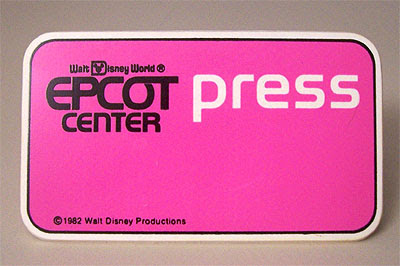 Walt Disney World ®
EPCOT press
CENTER
©1982 Walt Disney Productions